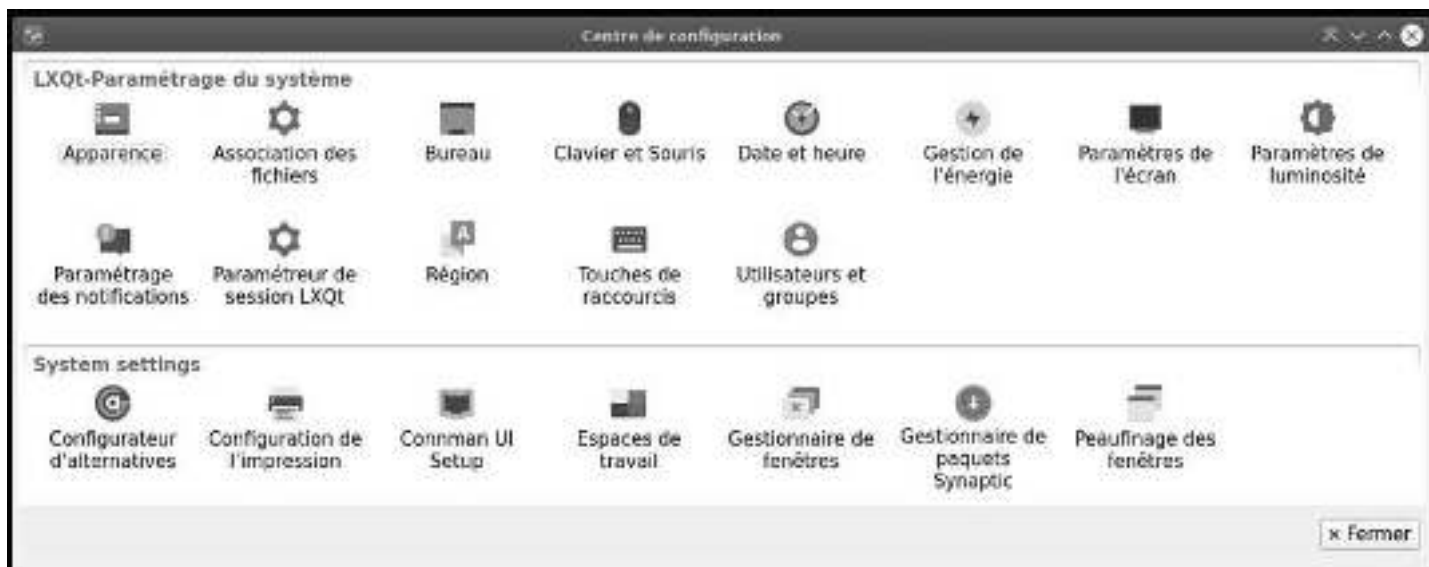 Centre de configuration
LXQt-Paramétrage du système
Apparence
Association des
fichiers
Bureau
Clavier et Souris
Date et heure
Gestion de
l'énergie
Paramètres de
l'écran
Paramètres de
luminosité
Paramétrage
des notifications
Paramétreur de
session LXQt
Région
Touches de
raccourcis
Utilisateurs et
groupes
System settings
Configurateur
d'alternatives
Configuration de
l'impression
Connman UI
Setup
Espaces de
travail
Gestionnaire de
fenêtres
Gestionnaire de
paquets
Synaptic
Peaufinage des
fenêtres
× Fermer